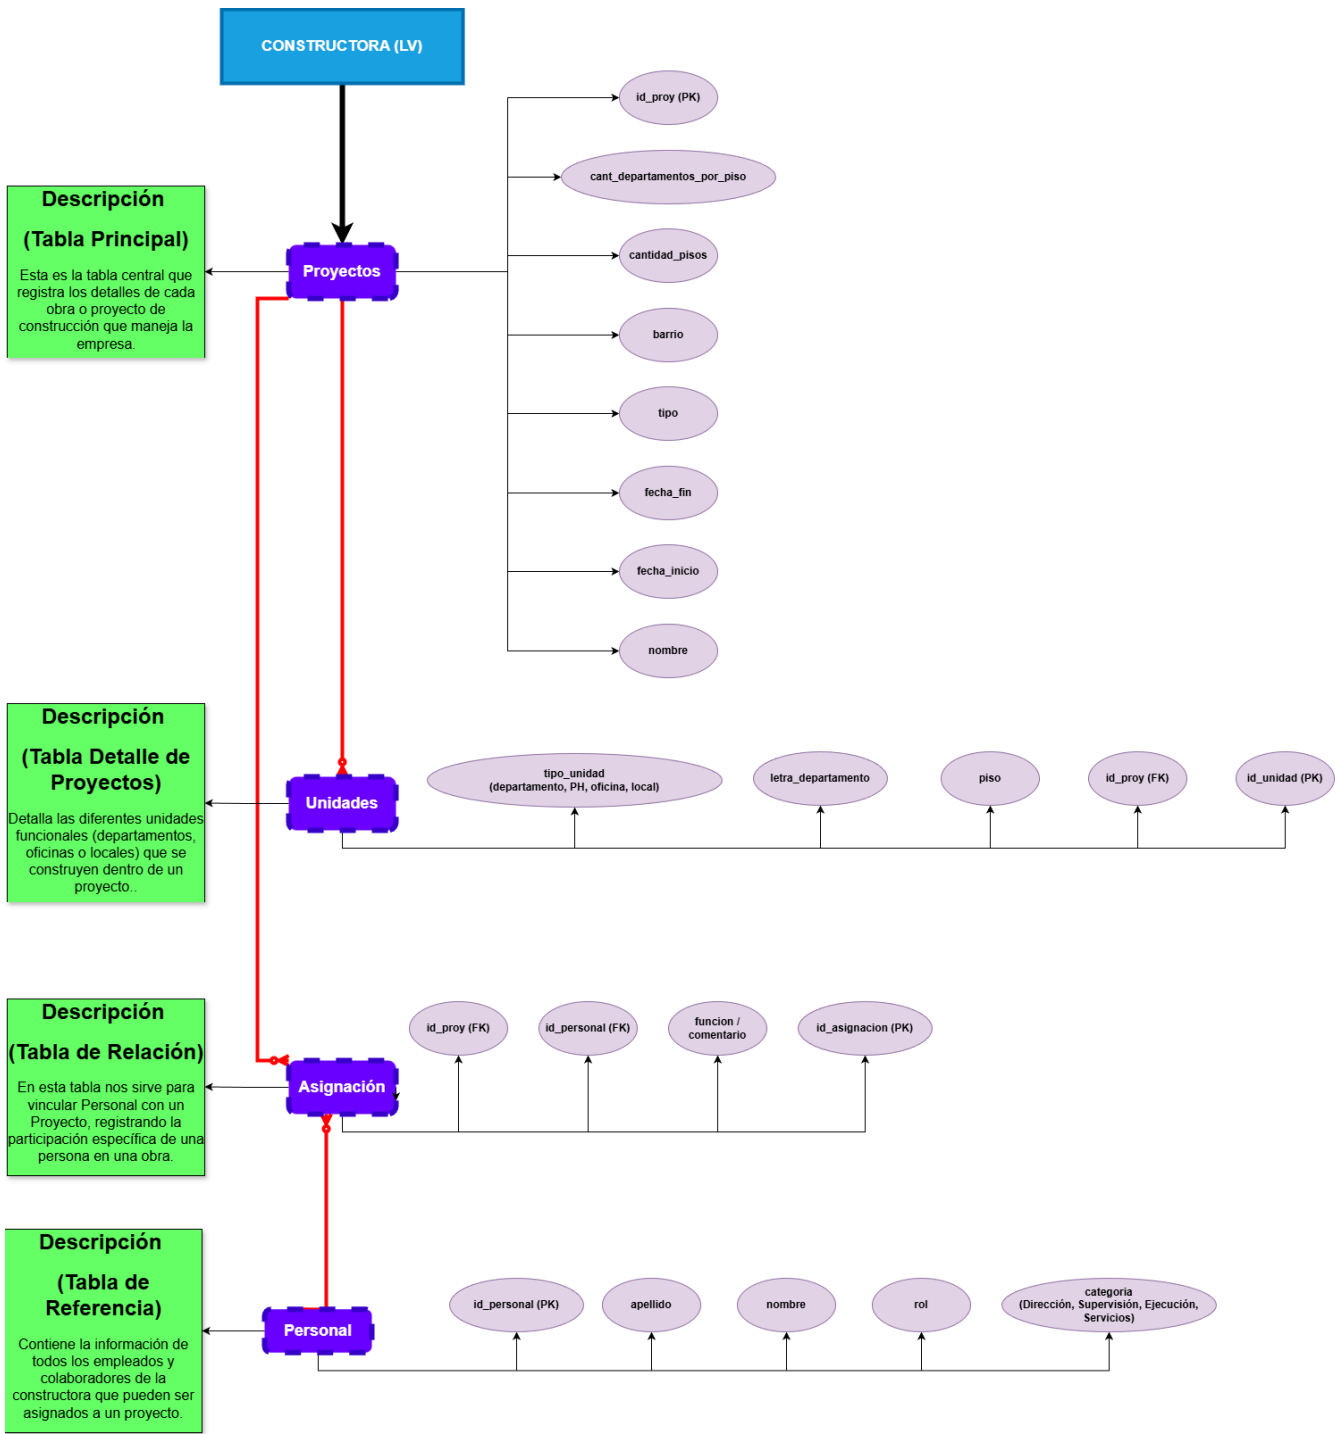 CONSTRUCTORA (LV)
id_proy (PK)
cant_departamentos_por_piso
cantidad_pisos
barrio
tipo
fecha_fin
fecha_inicio
nombre
Descripción
(Tabla Principal)
Esta es la tabla central que
registra los detalles de cada
obra o proyecto de
construcción que maneja la
empresa.
Proyectos
Descripción
(Tabla Detalle de
Proyectos)
Detalla las diferentes unidades
funcionales (departamentos,
oficinas o locales) que se
construyen dentro de un
proyecto..
Unidades
tipo_unidad
(departamento, PH, oficina, local)
letra_departamento
piso
id_proy (FK)
id_unidad (PK)
Descripción
(Tabla de Relación)
En esta tabla nos sirve para
vincular Personal con un
Proyecto, registrando la
participación específica de una
persona en una obra.
Asignación
id_proy (FK)
id_personal (FK)
funcion /
comentario
id_asignacion (PK)
Descripción
(Tabla de
Referencia)
Contiene la información de
todos los empleados y
colaboradores de la
constructora que pueden ser
asignados a un proyecto.
Personal
id_personal (PK)
apellido
nombre
rol
categoria
(Dirección, Supervisión, Ejecución,
Servicios)